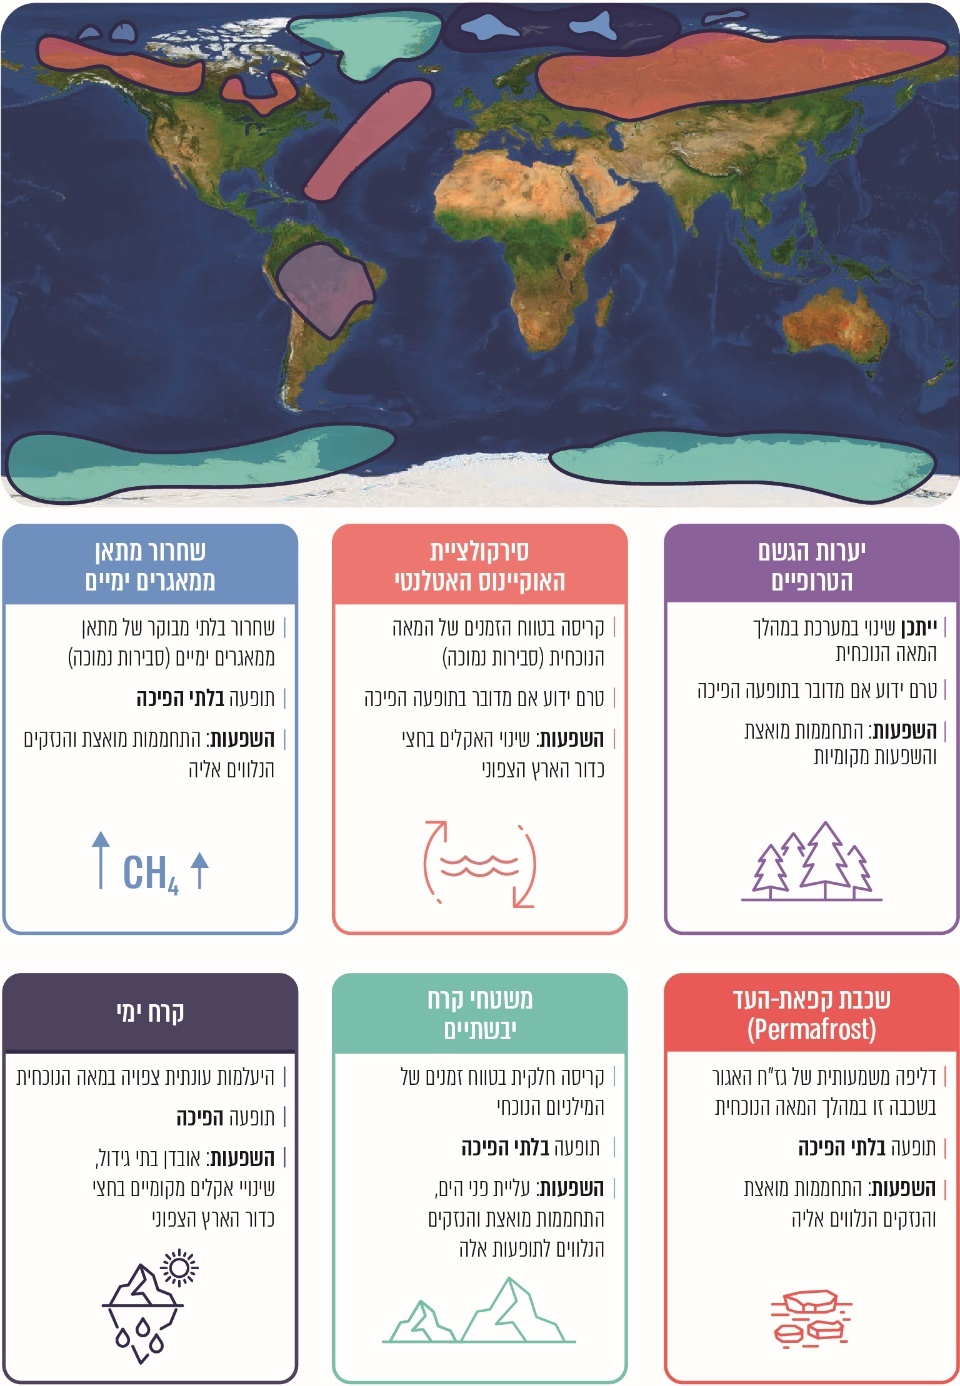 יערות הגשם
הטרופיים
ייתכן שינוי במערכת במהלך
המאה הנוכחית
טרם ידוע אם מדובר בתופעה הפיכה
השפעות: התחממות מואצת
והשפעות מקומיות
סירקולציית
האוקיינוס האטלנטי
קריסה בטווח הזמנים של המאה
הנוכחית (סבירות נמוכה)
טרם ידוע אם מדובר בתופעה הפיכה
השפעות: שינוי האקלים בחצי
כדור הארץ הצפוני
שחרור מתאן
ממאגרים ימיים
שחרור בלתי מבוקר של מתאן
ממאגרים ימיים (סבירות נמוכה)
תופעה בלתי הפיכה
השפעות: התחממות מואצת והנזקים
הנלווים אליה
CH₄
שכבת קפאת-העד
(Permafrost)
דליפה משמעותית של גז"ח האגור
בשכבה זו במהלך המאה הנוכחית
תופעה בלתי הפיכה
השפעות: התחממות מואצת
והנזקים הנלווים אליה
משטחי קרח
יבשתיים
קריסה חלקית בטווח זמנים של
המילניום הנוכחי
תופעה בלתי הפיכה
השפעות: עליית פני הים,
התחממות מואצת והנזקים
הנלווים לתופעות אלה
קרח ימי
היעלמות עונתית צפויה במאה הנוכחית
תופעה הפיכה
השפעות: אובדן בתי גידול,
שינויי אקלים מקומיים בחצי
כדור הארץ הצפוני